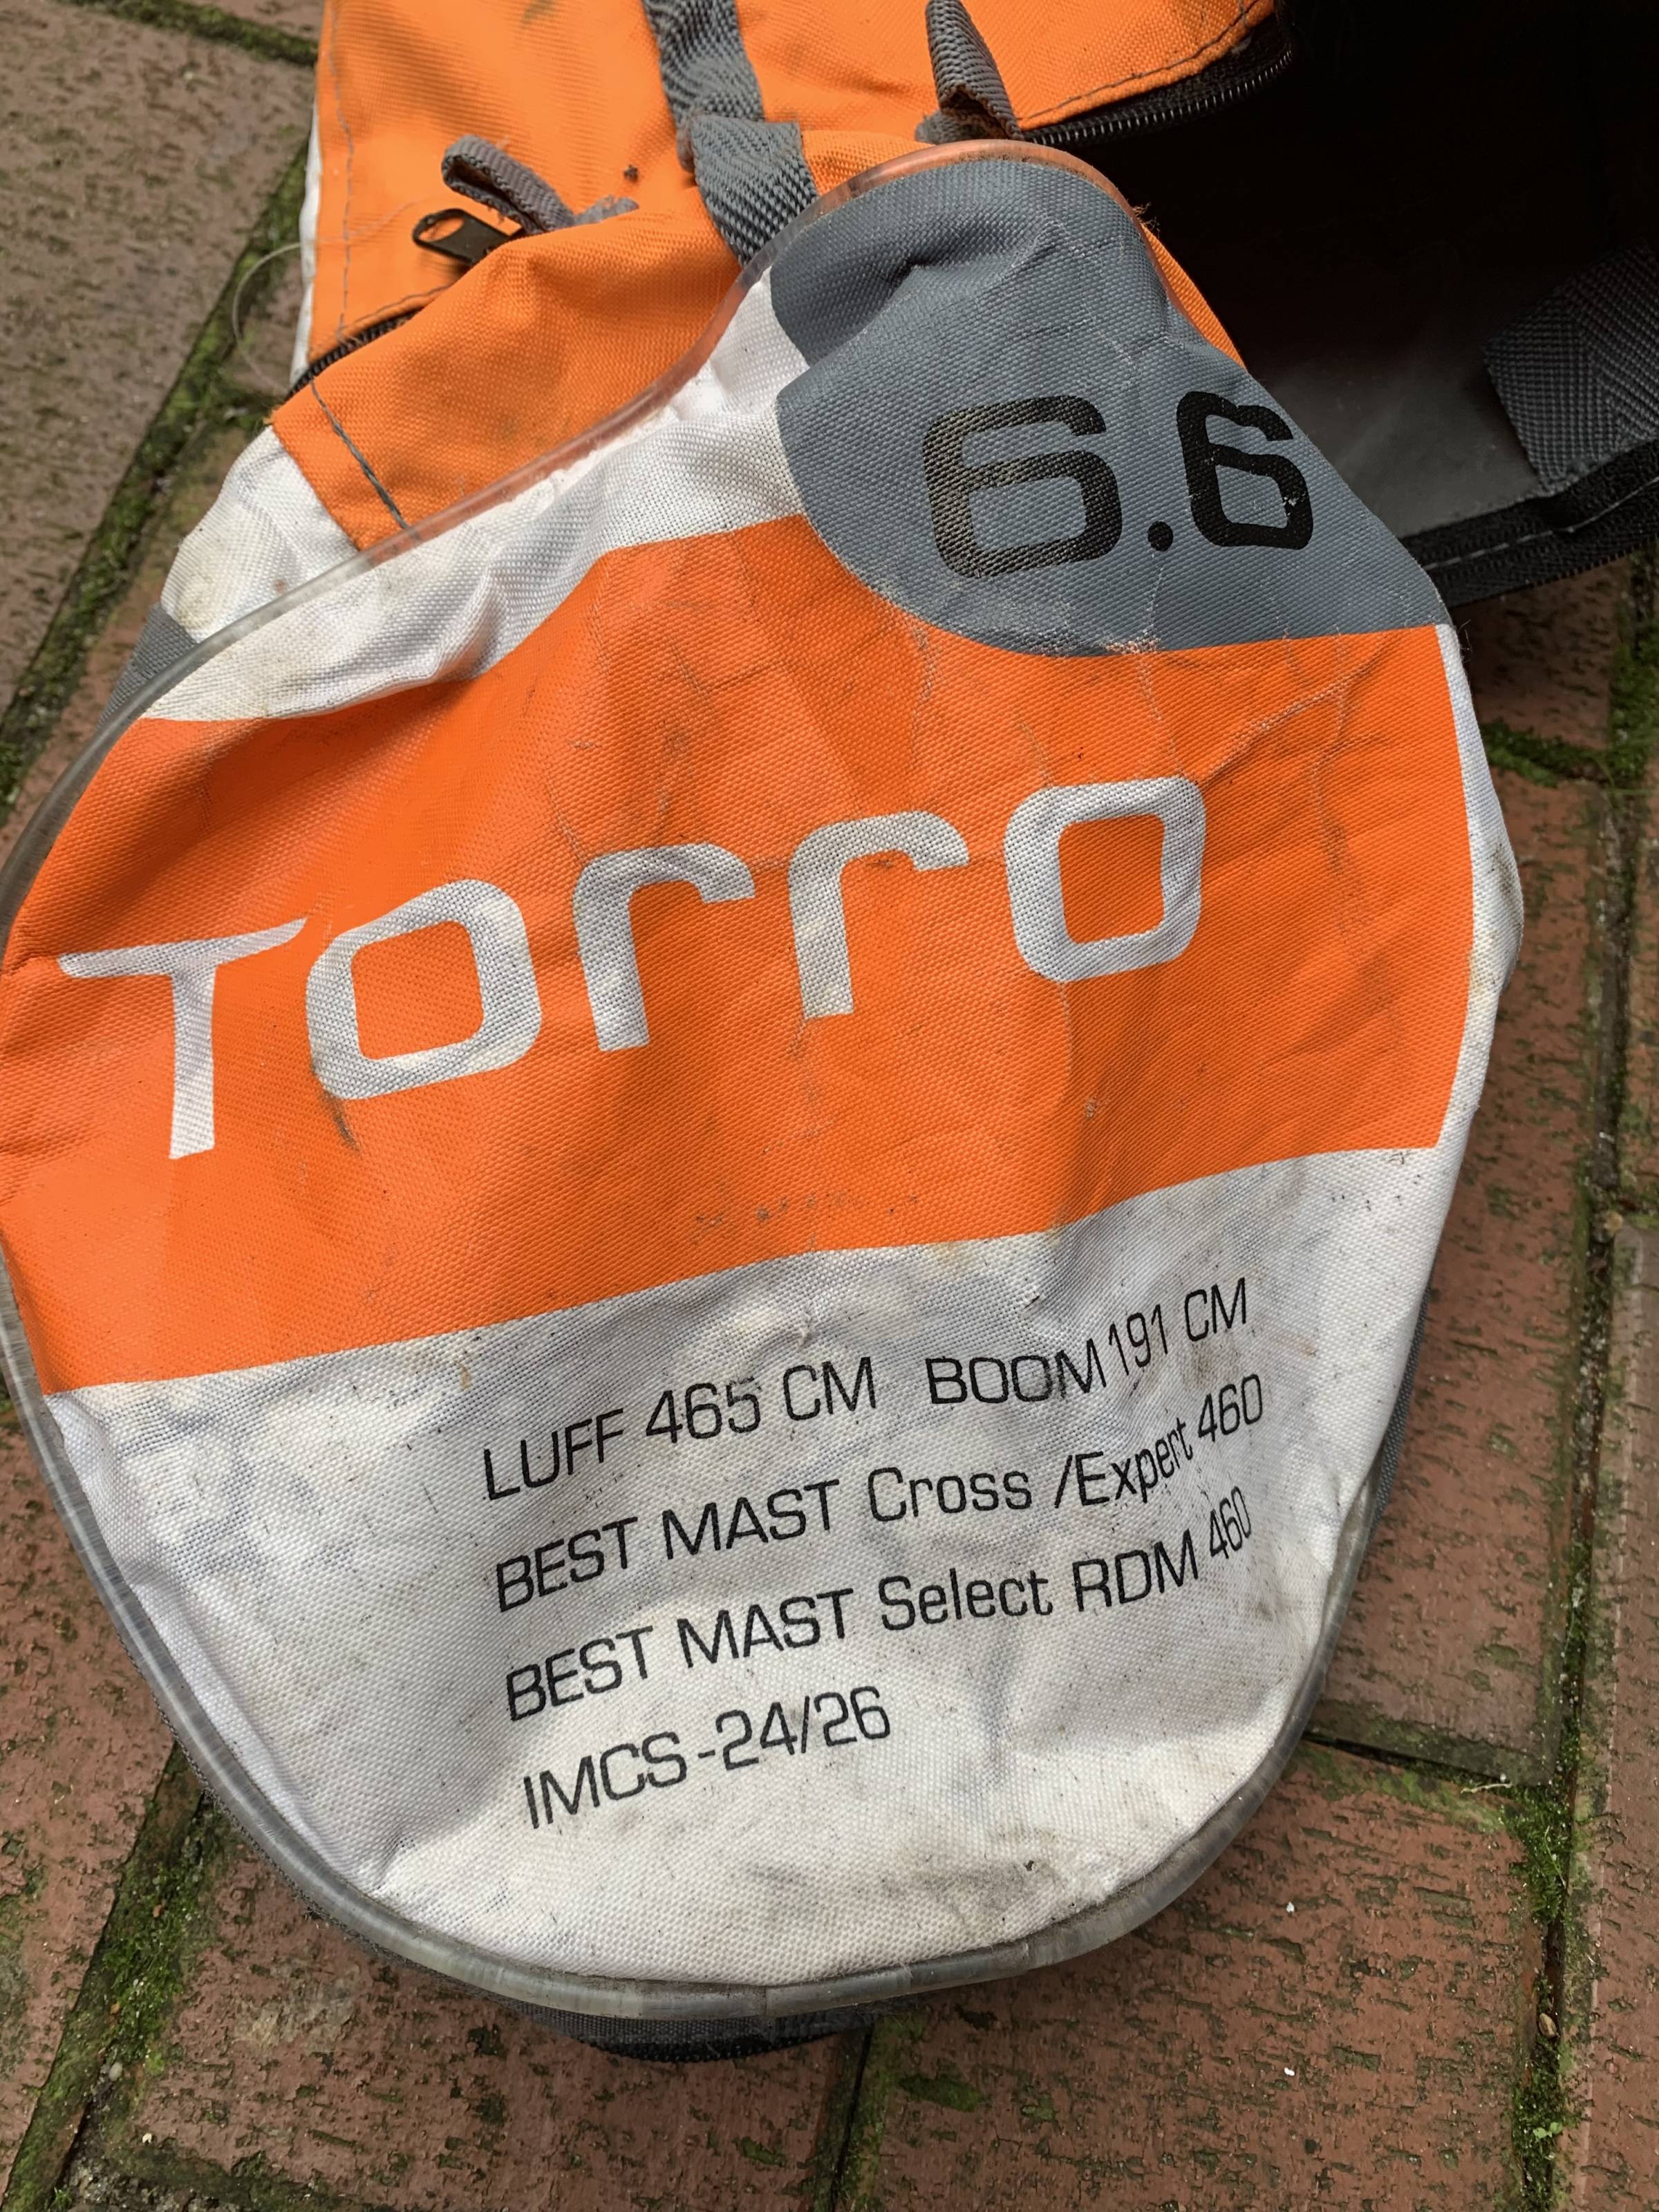 6.6
Torro
LUFF 465 CM BOOM 191 CM
BEST MAST Cross /Expert 460
BEST MAST Select RDM 460
IMCS-24/26